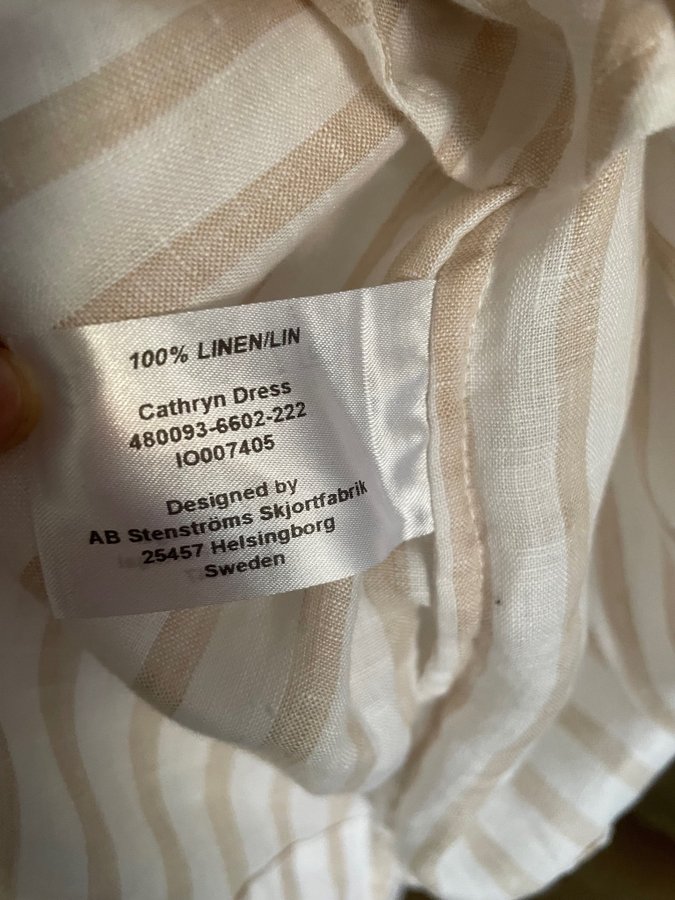 100% LINEN/LIN
Cathryn Dress
480093-6602-222
IO007405
Designed by
AB Stenströms Skjortfabrik
25457 Helsingborg
Sweden